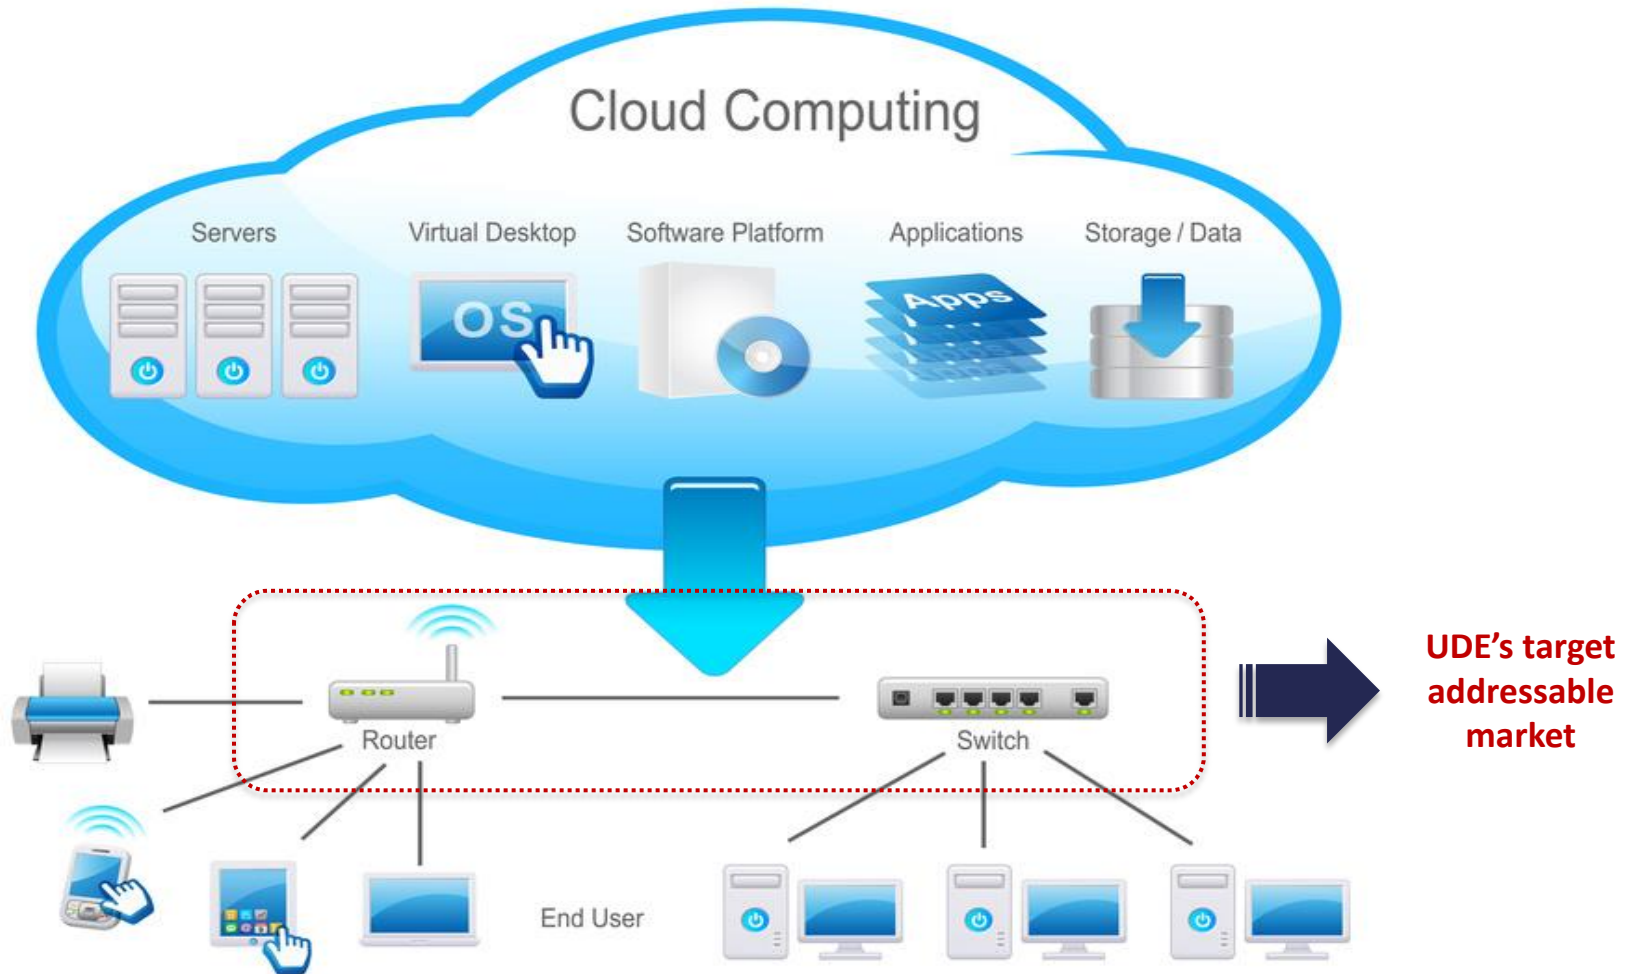 Cloud Computing
Servers
Virtual Desktop
Software Platform
Applications
Storage / Data
OS
Apps
Router
Switch
UDE’s target
addressable
market
End User